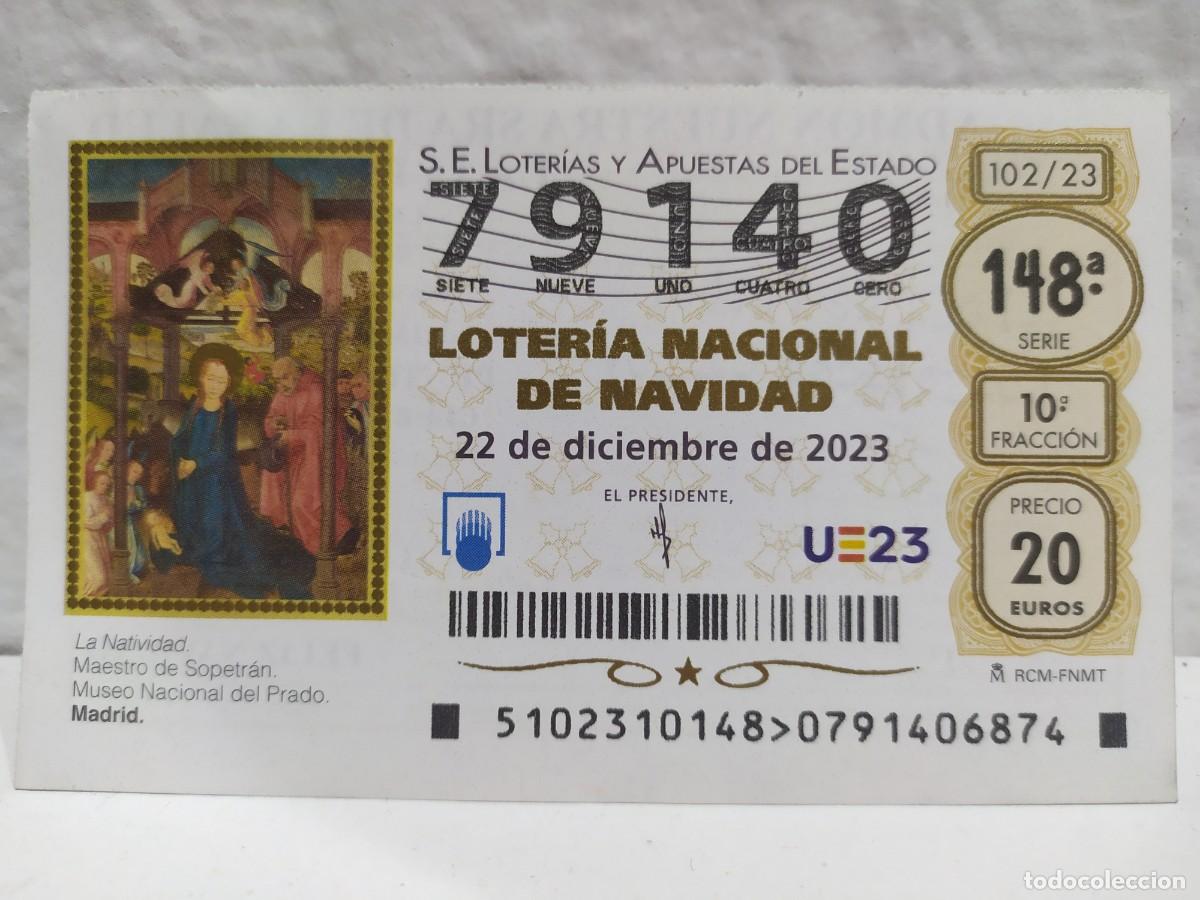 S.E. LOTERÍAS Y APUESTAS DEL ESTADO
79140
SIETE NUEVE UNO CUATRO CERO
LOTERÍA NACIONAL
DE NAVIDAD
22 de diciembre de 2023
EL PRESIDENTE,
UE23
5102310148>0791406874
102/23
148ª
SERIE
10ª
FRACCIÓN
PRECIO
20
EUROS
M RCM-FNMT
La Natividad.
Maestro de Sopetrán.
Museo Nacional del Prado.
Madrid.
todocoleccion